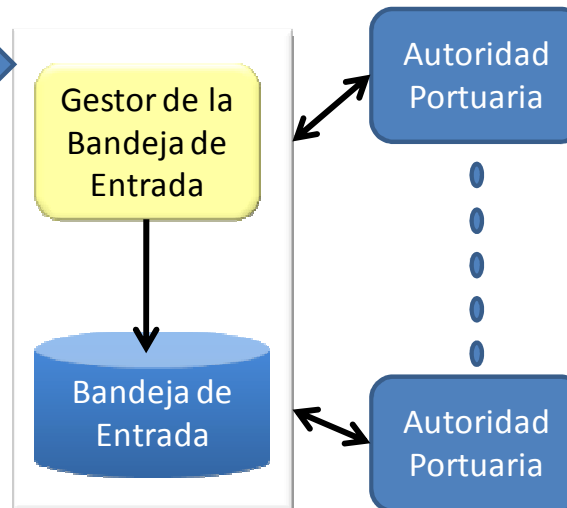 Gestor de la
Bandeja de
Entrada
Bandeja de
Entrada
Autoridad
Portuaria
Autoridad
Portuaria